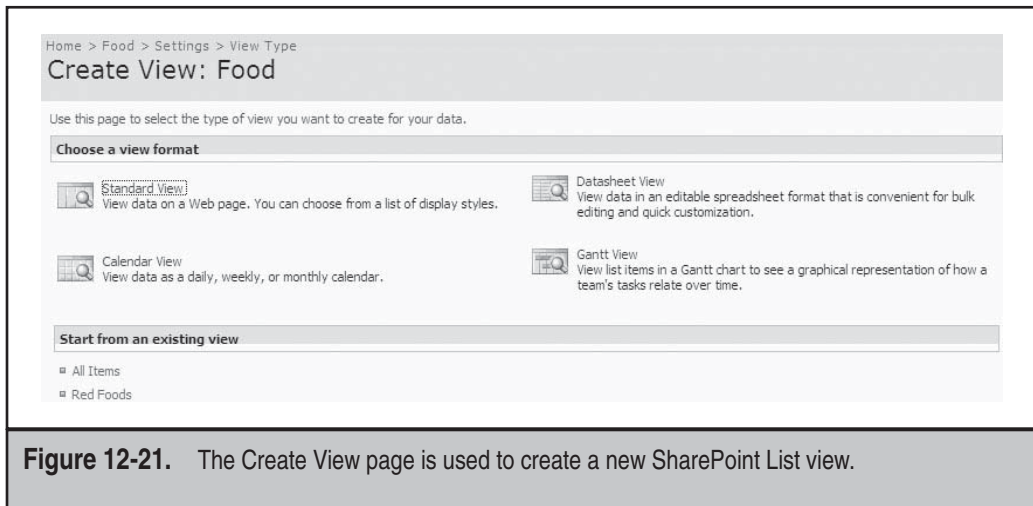 Home > Food > Settings > View Type
Create View: Food
Use this page to select the type of view you want to create for your data.
Choose a view format
Standard View
View data on a Web page. You can choose from a list of display styles.
Datasheet View
View data in an editable spreadsheet format that is convenient for bulk
editing and quick customization.
Calendar View
View data as a daily, weekly, or monthly calendar.
Gantt View
View list items in a Gantt chart to see a graphical representation of how a
team's tasks relate over time.
Start from an existing view
All Items
Red Foods
Figure 12-21. The Create View page is used to create a new SharePoint List view.